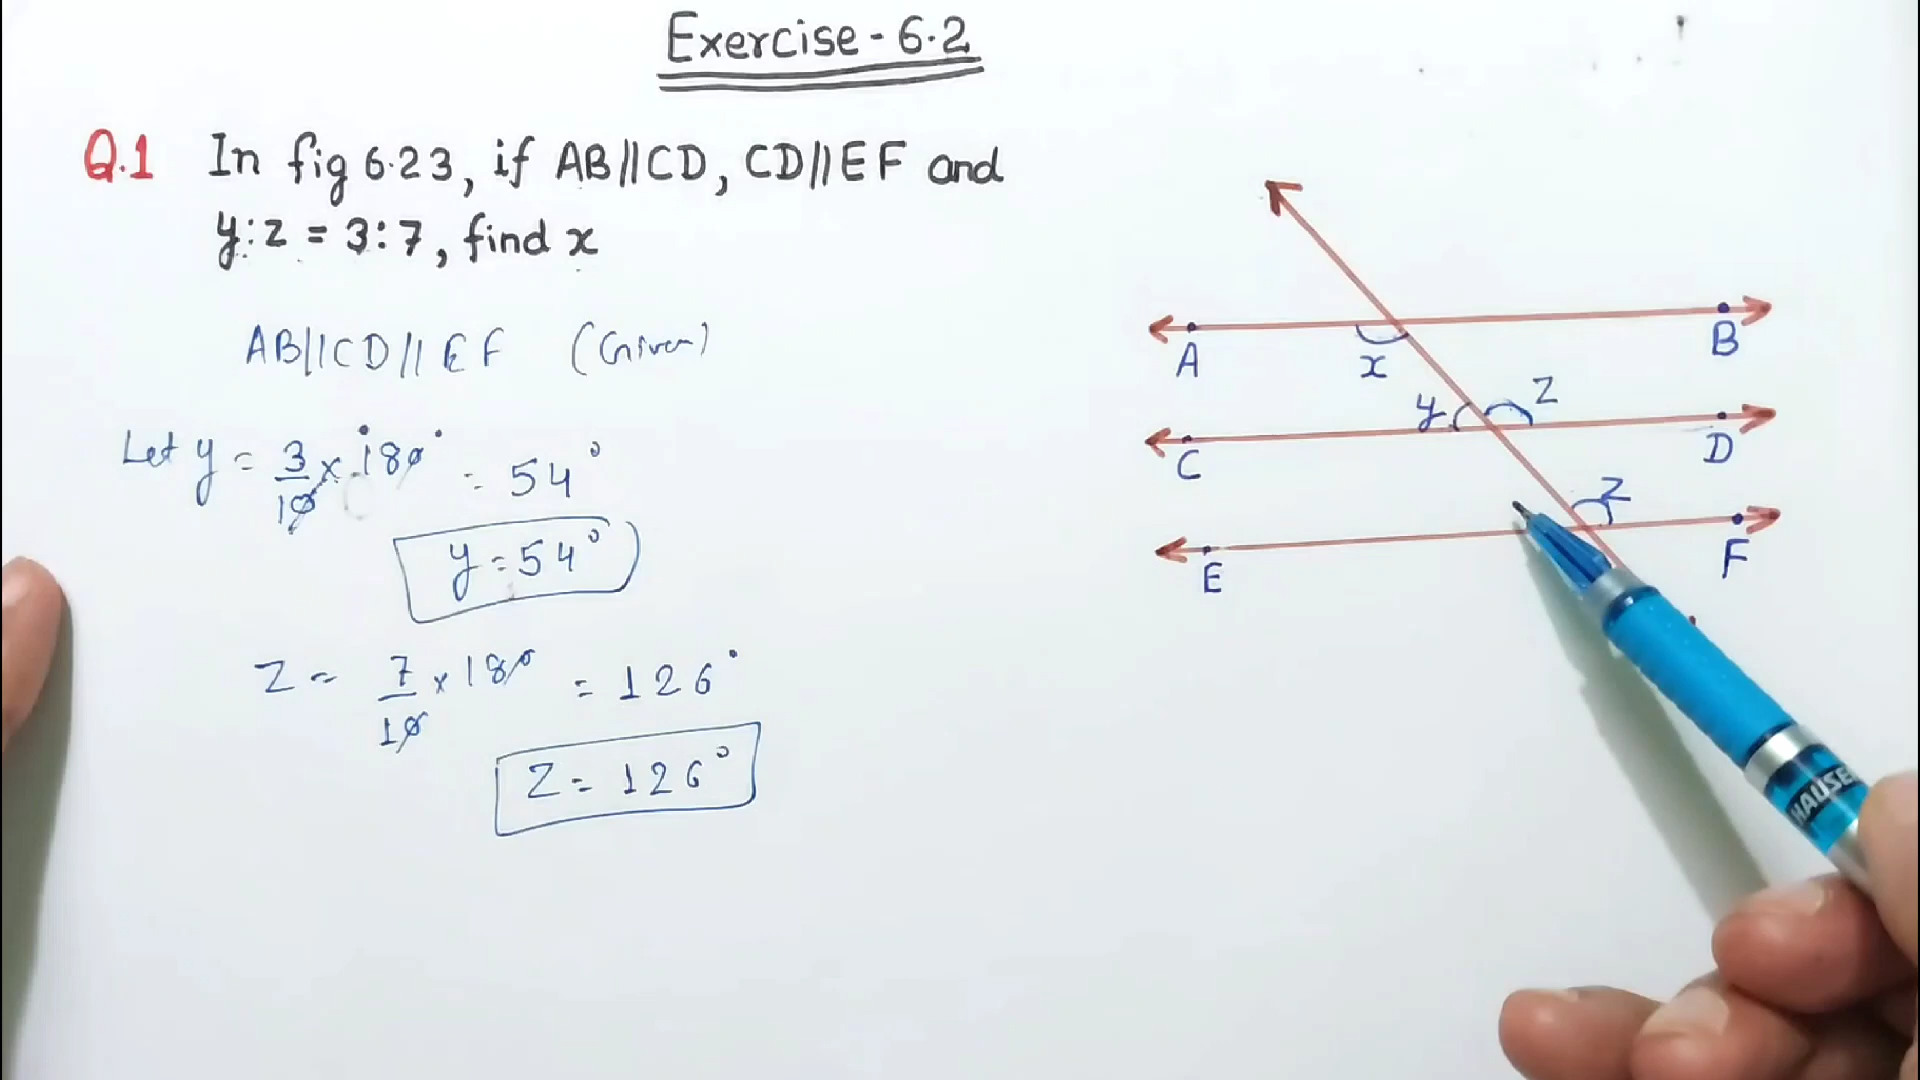 Exercise - 6.2
Q.1 In fig 6.23, if AB||CD, CD||EF and
y:z = 3:7, find x
AB||CD||EF (Given)
Let y = 3/10 × 180° = 54°
y = 54°
z = 7/10 × 180 = 126°
z = 126°
A
B
x
y
z
C
D
z
E
F
HAUSER